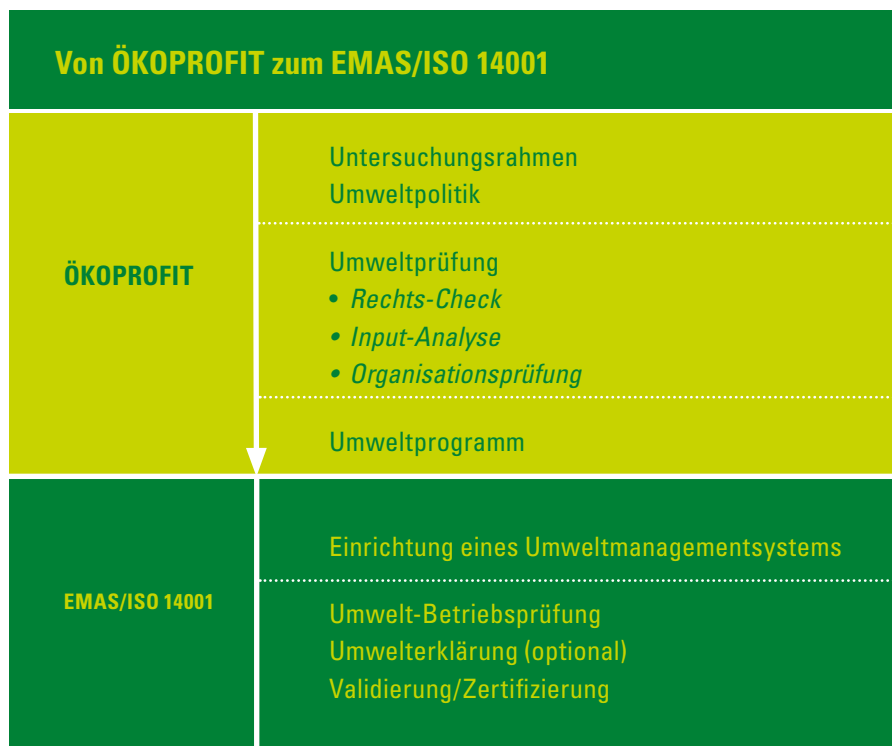 Von ÖKOPROFIT zum EMAS/ISO 14001
ÖKOPROFIT
Untersuchungsrahmen
Umweltpolitik
Umweltprüfung
• Rechts-Check
• Input-Analyse
• Organisationsprüfung
Umweltprogramm
EMAS/ISO 14001
Einrichtung eines Umweltmanagementsystems
Umwelt-Betriebsprüfung
Umwelterklärung (optional)
Validierung/Zertifizierung